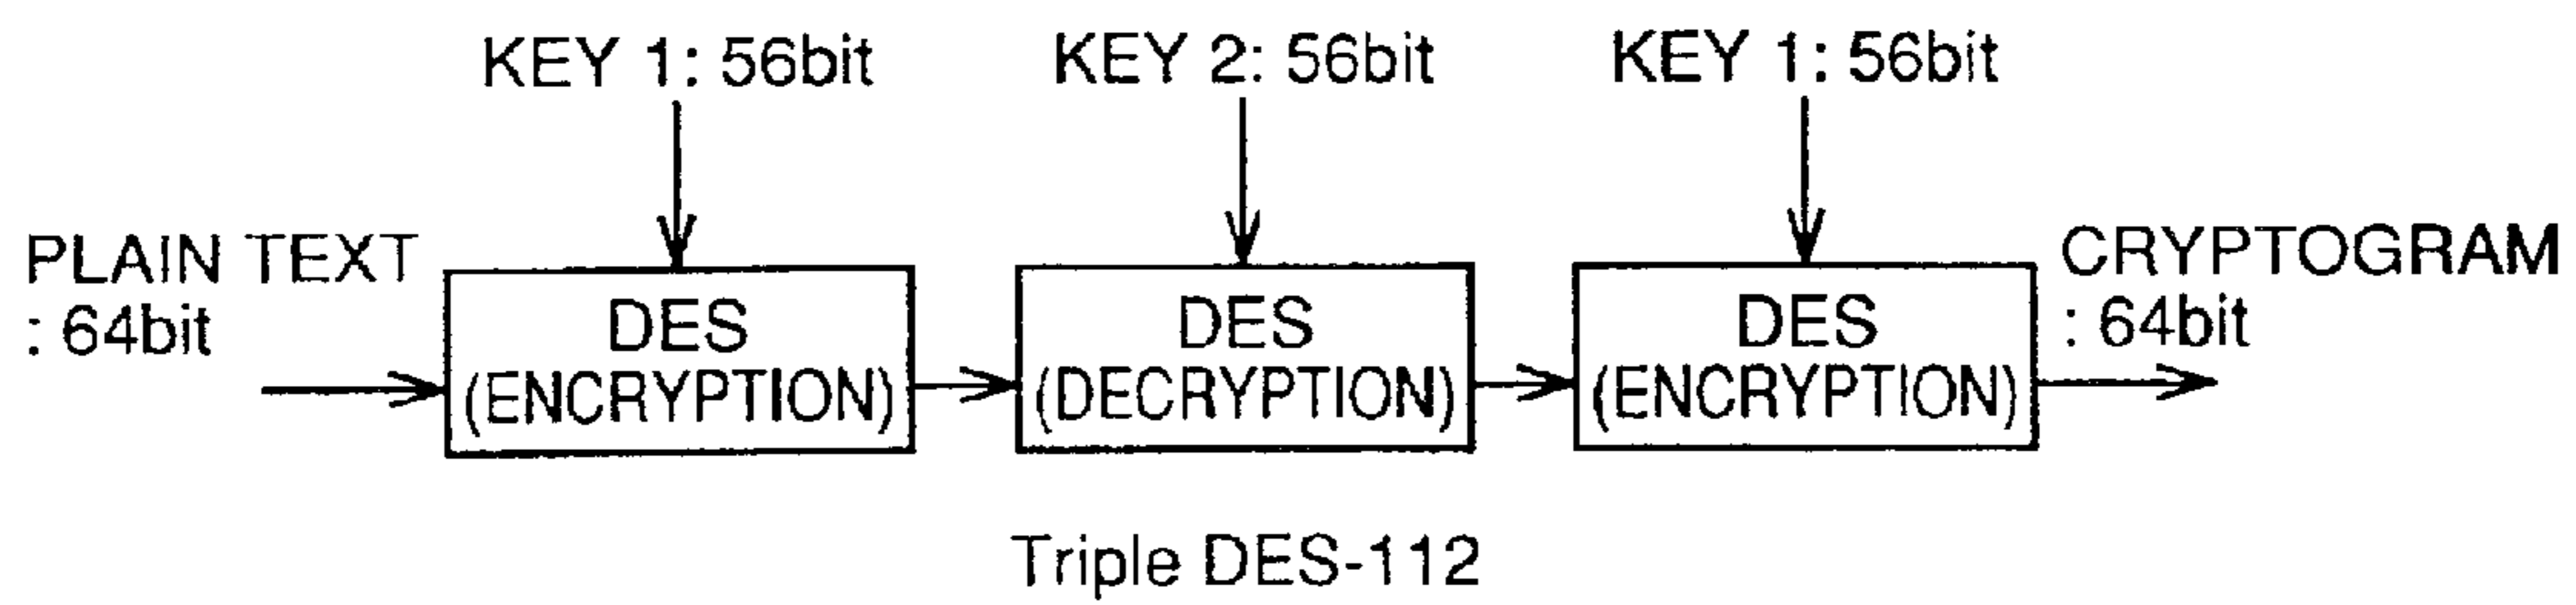 KEY 1: 56bit
KEY 2: 56bit
KEY 1: 56bit
PLAIN TEXT
: 64bit
DES
(ENCRYPTION)
DES
(DECRYPTION)
DES
(ENCRYPTION)
CRYPTOGRAM
: 64bit
Triple DES-112